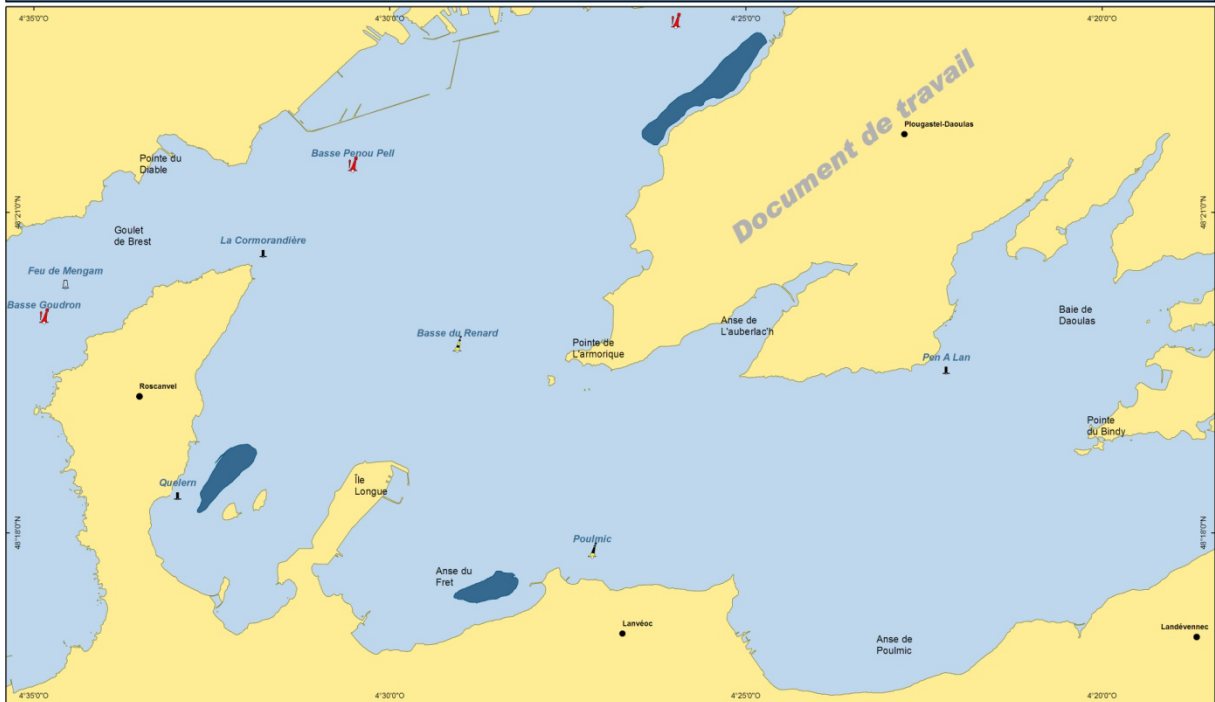 4°35'0"O
4°30'0"O
4°25'0"O
4°20'0"O
Document de travail
Plougastel-Daoulas
Basse Penou Pell
Pointe du
Diable
48°21'0"N
48°21'0"N
Goulet
de Brest
La Cormorandière
Feu de Mengam
Basse Goudron
Basse du Renard
Pointe de
L'armorique
Anse de
L'auberlac'h
Baie de
Daoulas
Pen A Lan
Roscanvel
Pointe
du Bindy
Quelern
Île
Longue
48°18'0"N
48°18'0"N
Poulmic
Anse du
Fret
Lanvéoc
Anse de
Poulmic
Landévennec
4°35'0"O
4°30'0"O
4°25'0"O
4°20'0"O